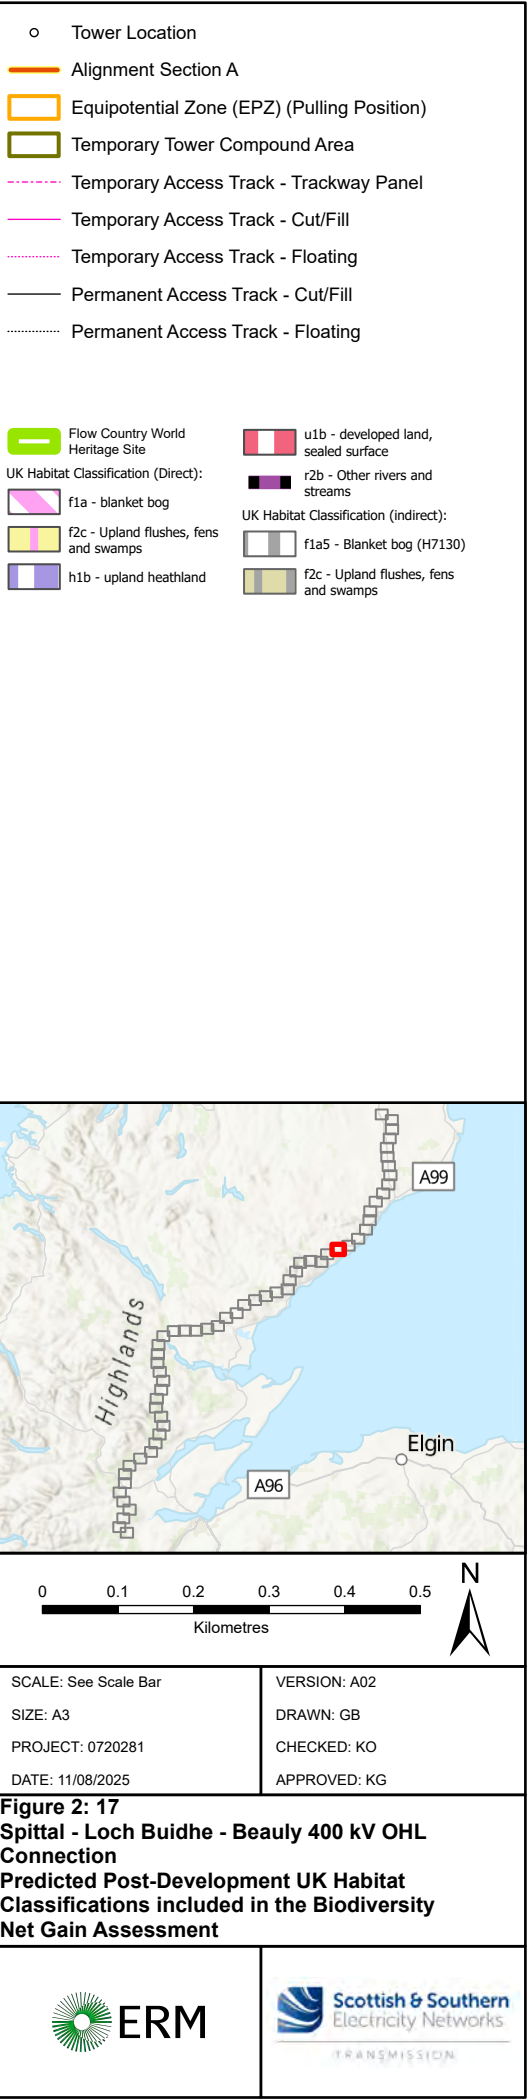 Tower Location
Alignment Section A
Equipotential Zone (EPZ) (Pulling Position)
Temporary Tower Compound Area
Temporary Access Track - Trackway Panel
Temporary Access Track - Cut/Fill
Temporary Access Track - Floating
Permanent Access Track - Cut/Fill
Permanent Access Track - Floating
Flow Country World
Heritage Site
UK Habitat Classification (Direct):
f1a - blanket bog
f2c - Upland flushes, fens
and swamps
h1b - upland heathland
u1b - developed land,
sealed surface
r2b - Other rivers and
streams
UK Habitat Classification (indirect):
f1a5 - Blanket bog (H7130)
f2c - Upland flushes, fens
and swamps
A99
Highlands
Elgin
A96
0 0.1 0.2 0.3 0.4 0.5
Kilometres
N
SCALE: See Scale Bar
SIZE: A3
PROJECT: 0720281
DATE: 11/08/2025
VERSION: A02
DRAWN: GB
CHECKED: KO
APPROVED: KG
Figure 2: 17
Spittal - Loch Buidhe - Beauly 400 kV OHL
Connection
Predicted Post-Development UK Habitat
Classifications included in the Biodiversity
Net Gain Assessment
ERM
Scottish & Southern
Electricity Networks
TRANSMISSION